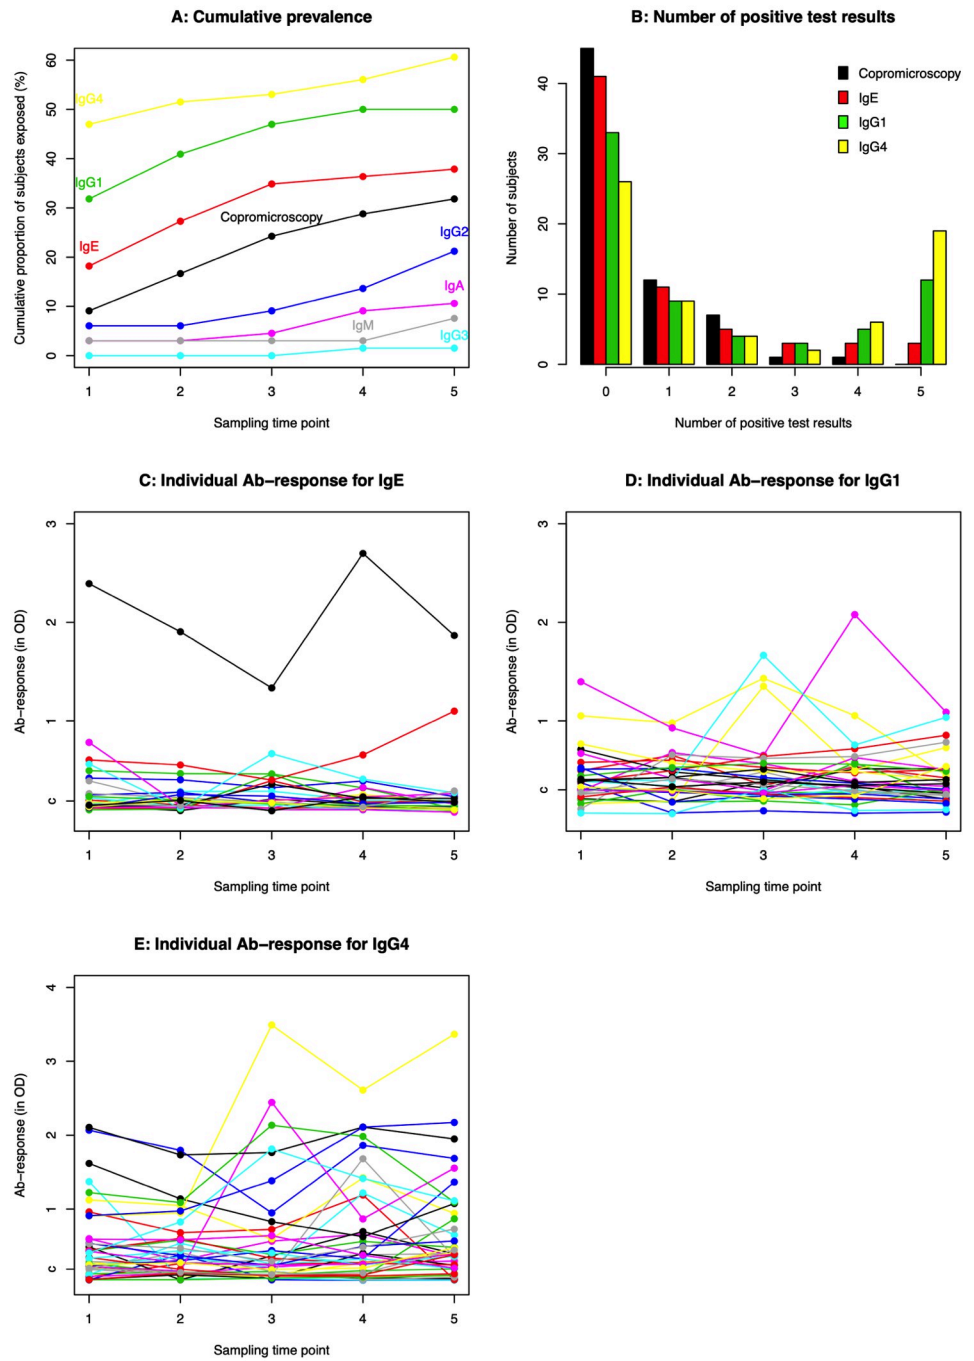 A: Cumulative prevalence
Cumulative proportion of subjects exposed (%)
60
50
40
30
20
10
0
IgG4
IgG1
IgE
Copromicroscopy
IgG2
IgA
IgM
IgG3
1 2 3 4 5
Sampling time point
B: Number of positive test results
Number of subjects
40
30
20
10
0
Copromicroscopy
IgE
IgG1
IgG4
0 1 2 3 4 5
Number of positive test results
C: Individual Ab−response for IgE
Ab−response (in OD)
3
2
1
c
1 2 3 4 5
Sampling time point
D: Individual Ab−response for IgG1
Ab−response (in OD)
3
2
1
c
1 2 3 4 5
Sampling time point
E: Individual Ab−response for IgG4
Ab−response (in OD)
4
3
2
1
c
1 2 3 4 5
Sampling time point